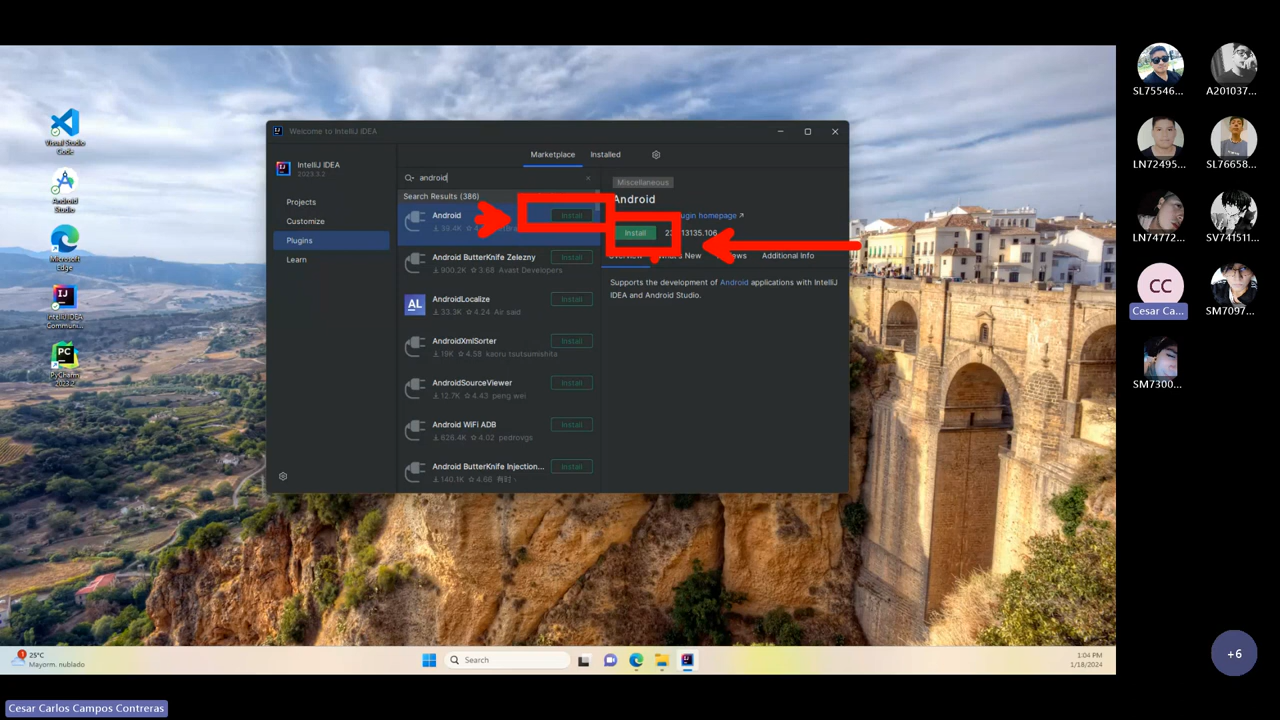 Visual Studio
Code
Android
Studio
Microsoft
Edge
IntelliJ IDEA
Communi...
PyCharm
2023.2
Welcome to IntelliJ IDEA
IntelliJ IDEA
2023.3.2
Projects
Customize
Plugins
Learn
Marketplace
Installed
android
Search Results (386)
Android
Install
Android ButterKnife Zelezny
900.2K 3.68 Avast Developers
Install
AndroidLocalize
33.3K 4.24 Air said
Install
AndroidXmlSorter
19K 4.58 kaoru tsutsumishita
Install
AndroidSourceViewer
12.7K 4.43 peng wei
Install
Android WiFi ADB
626.4K 4.02 pedrovgs
Install
Android ButterKnife Injection...
140.1K 4.68
Install
Miscellaneous
Android
homepage
Install
Additional Info
Supports the development of Android applications with IntelliJ
IDEA and Android Studio.
1
25°C
Mayorm. nublado
Search
1:04 PM
1/18/2024
SL75546...
A201037...
LN72495...
SL76658...
LN74772...
SV741511...
CC
Cesar Ca...
SM7097...
SM7300...
+6
Cesar Carlos Campos Contreras